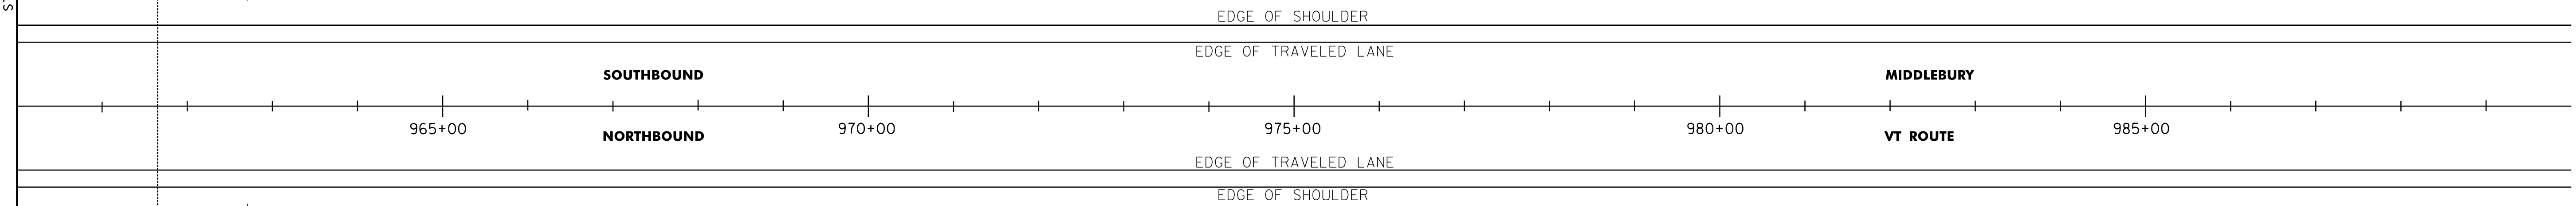 EDGE OF SHOULDER
EDGE OF TRAVELED LANE
SOUTHBOUND MIDDLEBURY
965+00 970+00 975+00 980+00 985+00
NORTHBOUND VT ROUTE
EDGE OF TRAVELED LANE
EDGE OF SHOULDER